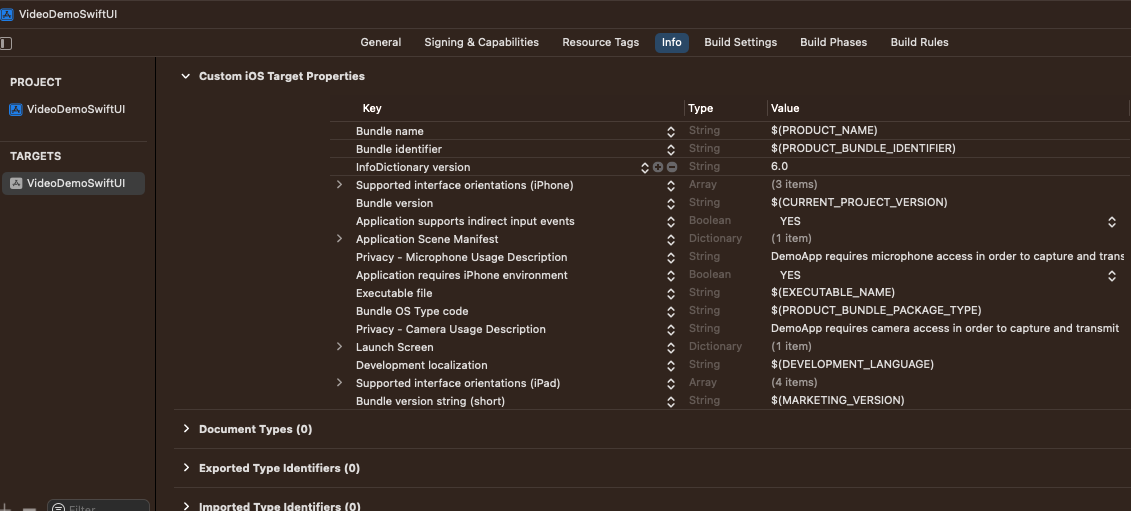 VideoDemoSwiftUI
General Signing & Capabilities Resource Tags Info Build Settings Build Phases Build Rules
PROJECT
VideoDemoSwiftUI
TARGETS
VideoDemoSwiftUI
Filter
Custom iOS Target Properties
Key Type Value
Bundle name String $(PRODUCT_NAME)
Bundle identifier String $(PRODUCT_BUNDLE_IDENTIFIER)
InfoDictionary version String 6.0
Supported interface orientations (iPhone) Array (3 items)
Bundle version String $(CURRENT_PROJECT_VERSION)
Application supports indirect input events Boolean YES
Application Scene Manifest Dictionary (1 item)
Privacy - Microphone Usage Description String DemoApp requires microphone access in order to capture and trans
Application requires iPhone environment Boolean YES
Executable file String $(EXECUTABLE_NAME)
Bundle OS Type code String $(PRODUCT_BUNDLE_PACKAGE_TYPE)
Privacy - Camera Usage Description String DemoApp requires camera access in order to capture and transmit
Launch Screen Dictionary (1 item)
Development localization String $(DEVELOPMENT_LANGUAGE)
Supported interface orientations (iPad) Array (4 items)
Bundle version string (short) String $(MARKETING_VERSION)
Document Types (0)
Exported Type Identifiers (0)
Imported Type Identifiers (0)